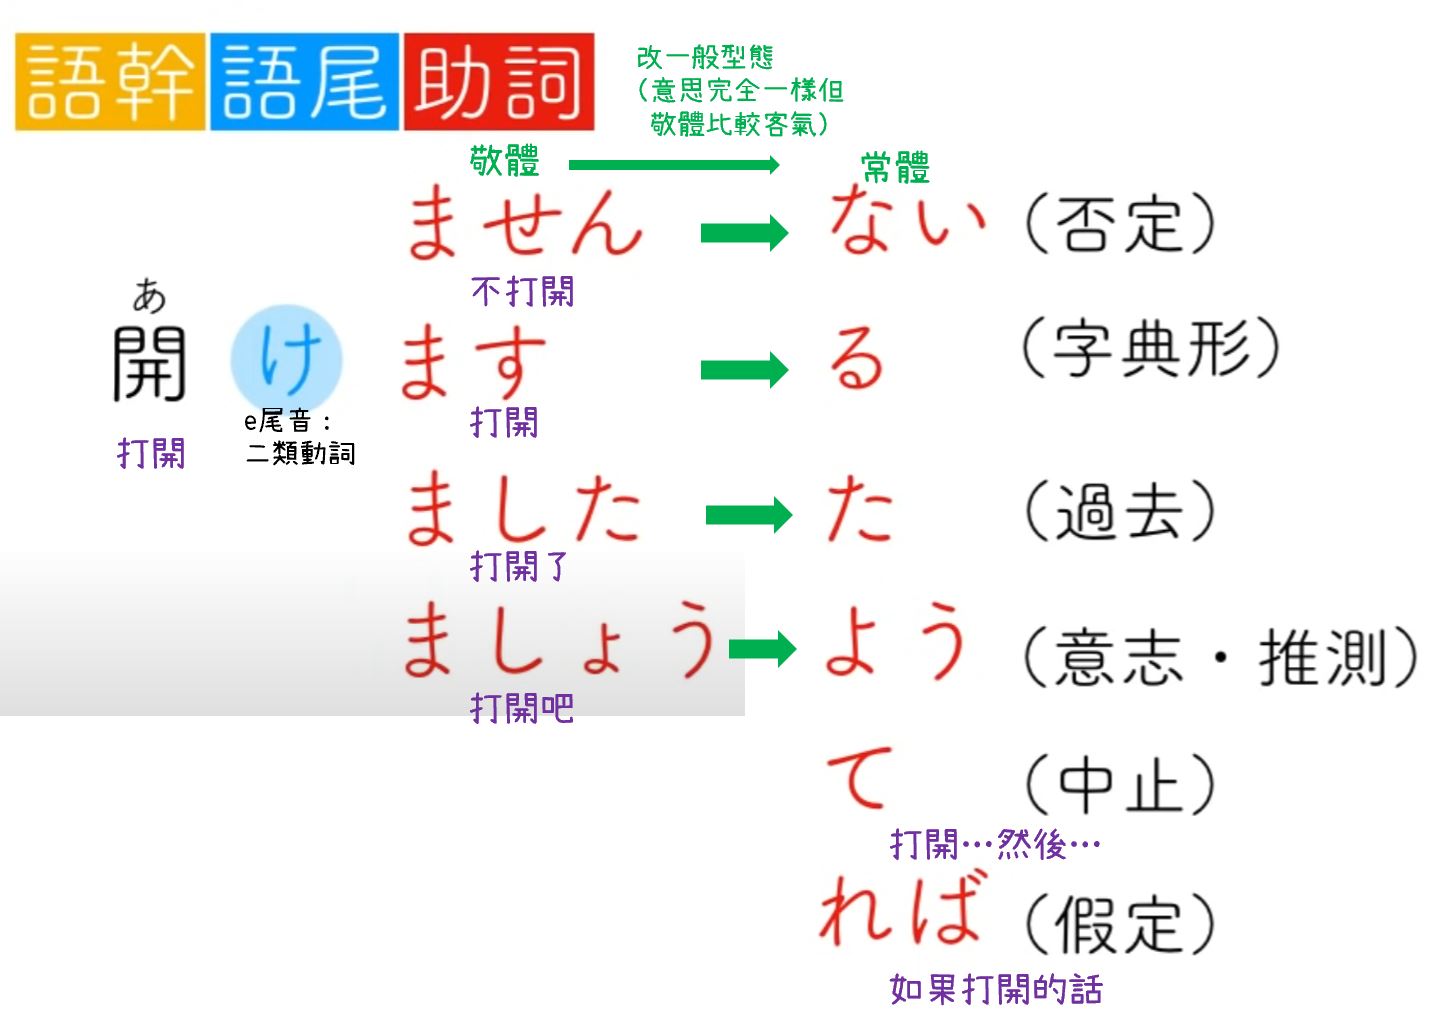 語幹 語尾 助詞
改一般型態
（意思完全一樣但
敬體比較客氣）
敬體
常體
ません
ない
（否定）
不打開
あ
開
け
ます
る
（字典形）
打開
e尾音：
二類動詞
打開
ました
た
（過去）
打開了
ましょう
よう
（意志・推測）
打開吧
て
（中止）
打開…然後…
れば
（假定）
如果打開的話